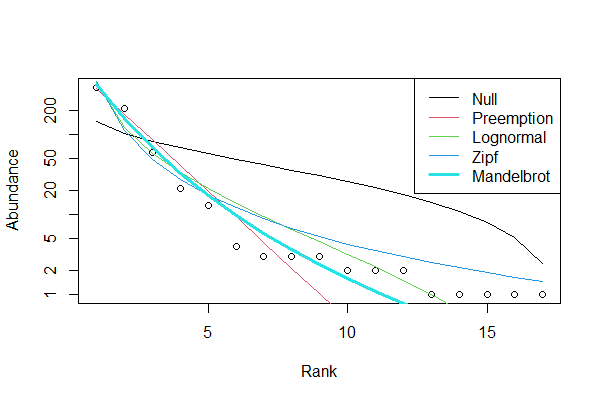 Null
Preemption
Lognormal
Zipf
Mandelbrot
Abundance
200
50
20
5
2
1
5
10
15
Rank